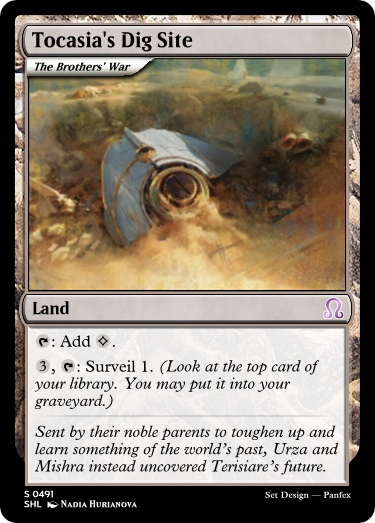 Tocasia's Dig Site
The Brothers' War
Land
: Add .
3, : Surveil 1. (Look at the top card of
your library. You may put it into your
graveyard.)
Sent by their noble parents to toughen up and
learn something of the world's past, Urza and
Mishra instead uncovered Terisiare's future.
S 0491
SHL Nadia Hurianova
Set Design — Panfex